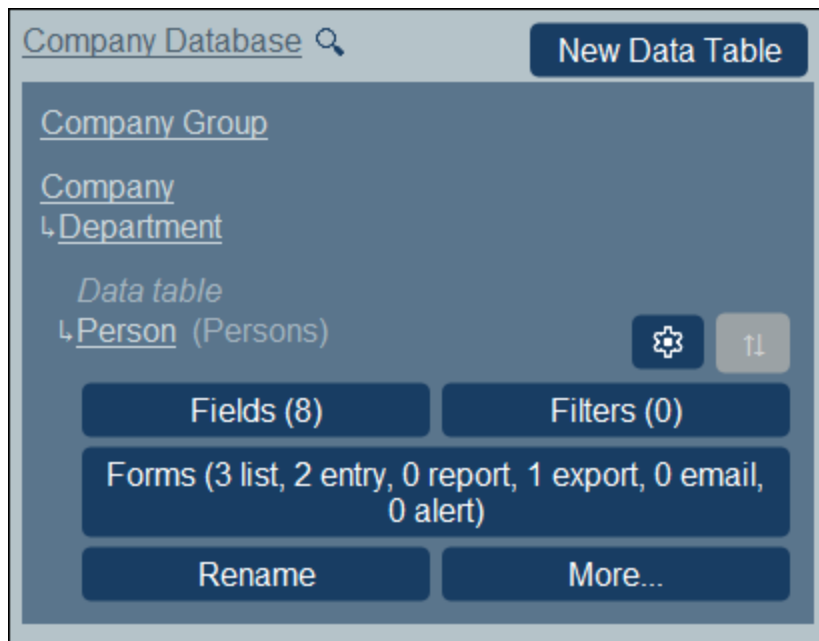 Company Database
New Data Table
Company Group
Company
↳Department
Data table
↳Person (Persons)
Fields (8)
Filters (0)
Forms (3 list, 2 entry, 0 report, 1 export, 0 email,
0 alert)
Rename
More...